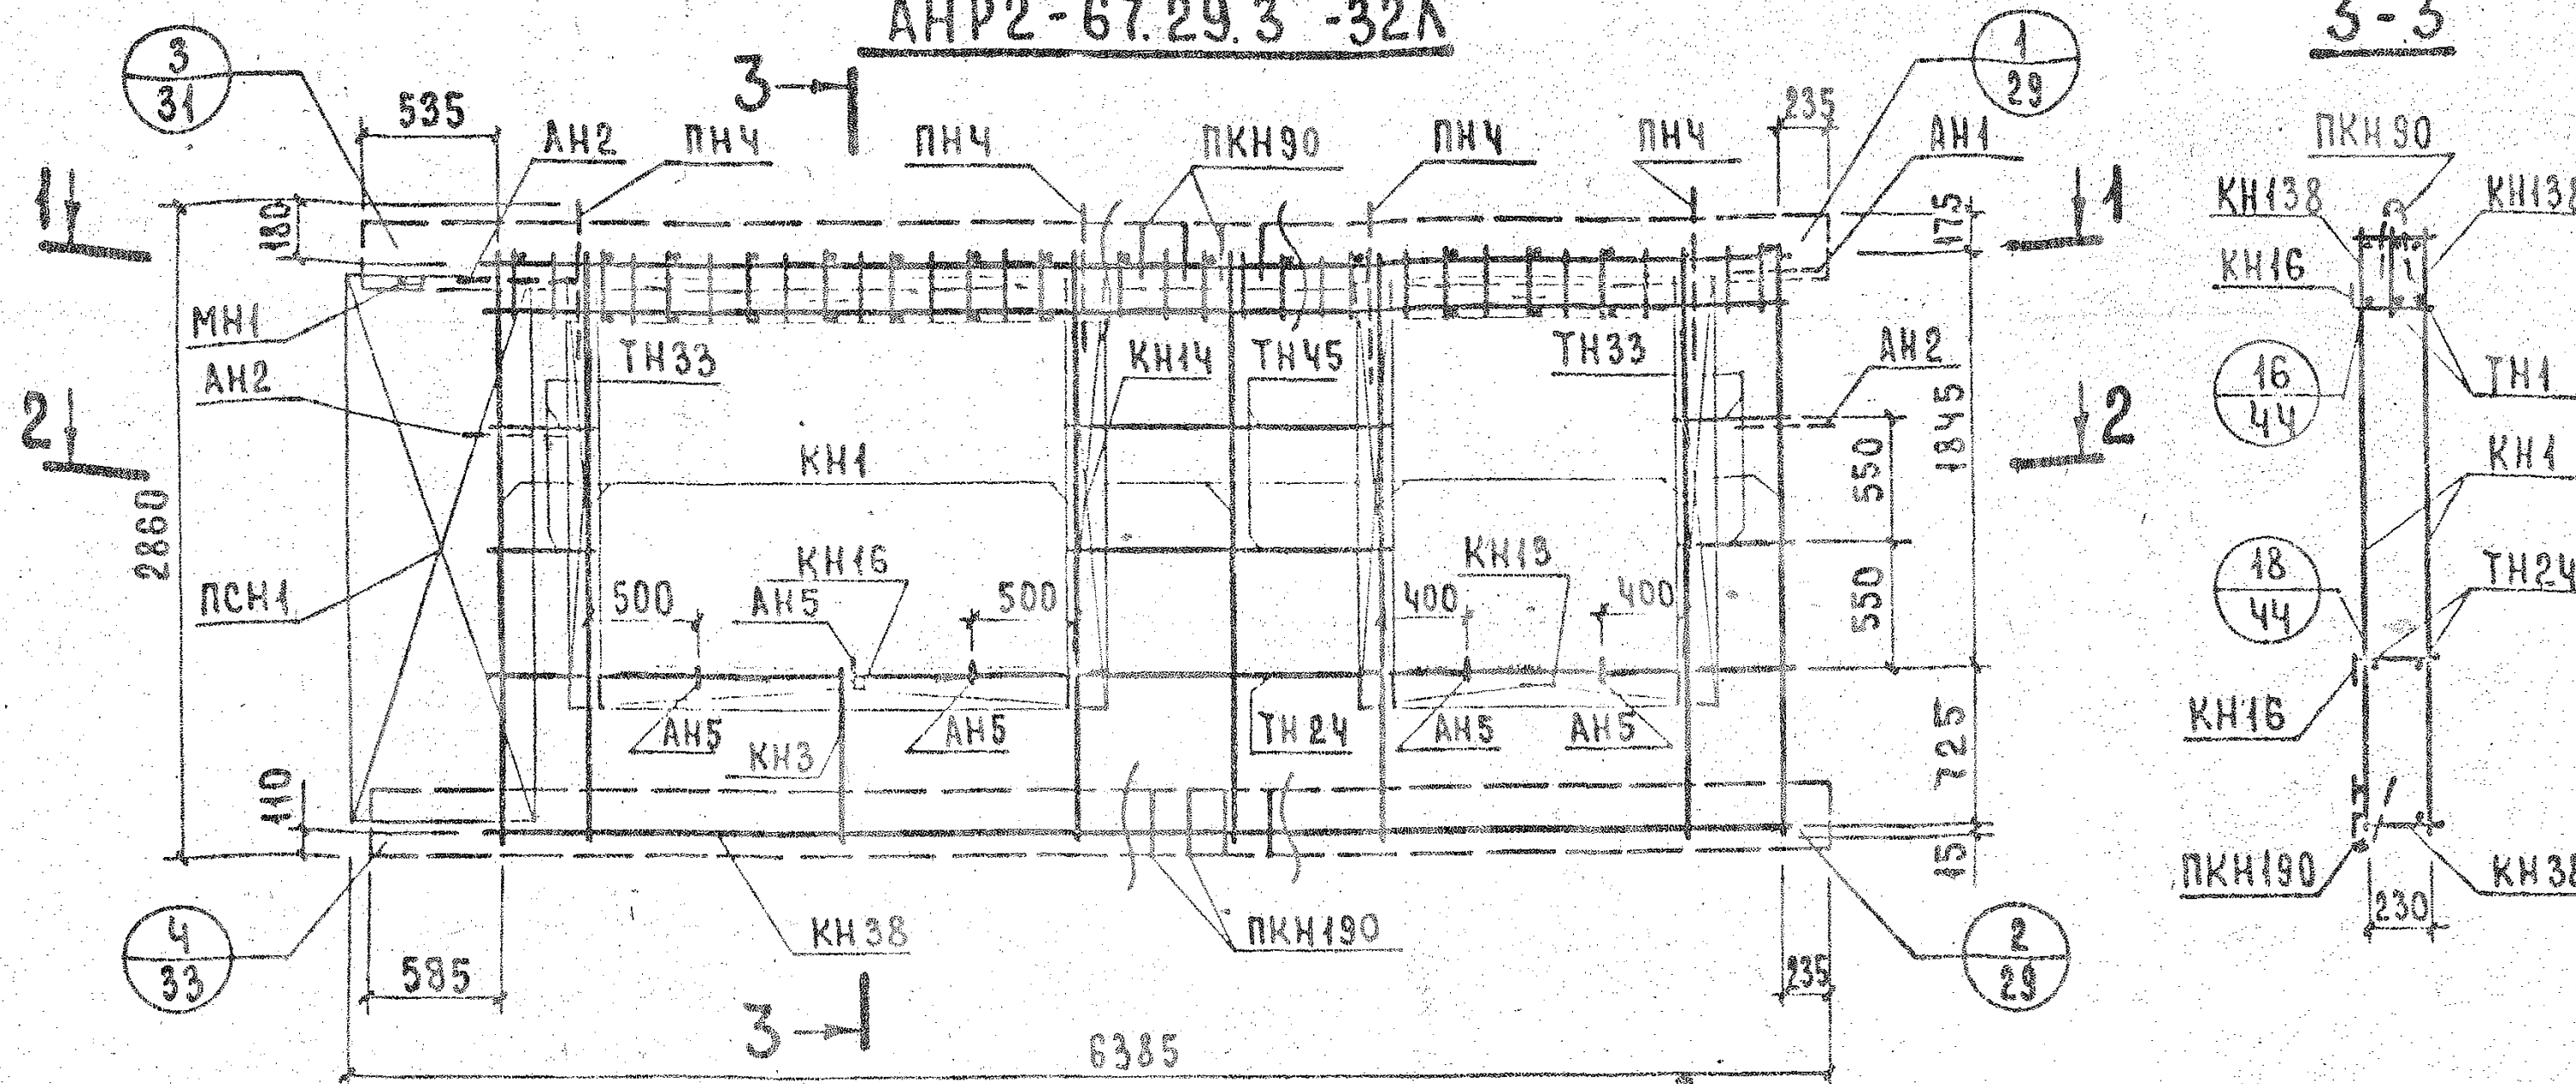 АНР2-67.29.3 -32Л
3-3
3
31
535
3
1
29
235
АН2
ПН4
ПН4
ПКН90
ПН4
ПН4
АН1
ПКН90
1
180
175
1
КН138
КН138
КН16
МН1
АН2
ТН33
КН14
ТН45
ТН33
АН2
16
44
ТН1
2
1845
2
КН1
550
КН1
2860
ПСН1
КН16
КН19
500
АН5
500
400
400
550
18
44
ТН24
АН5
КН3
АН5
ТН24
АН5
АН5
725
КН16
110
15
ПКН190
КН38
230
4
33
585
КН38
ПКН190
235
2
29
3
6385